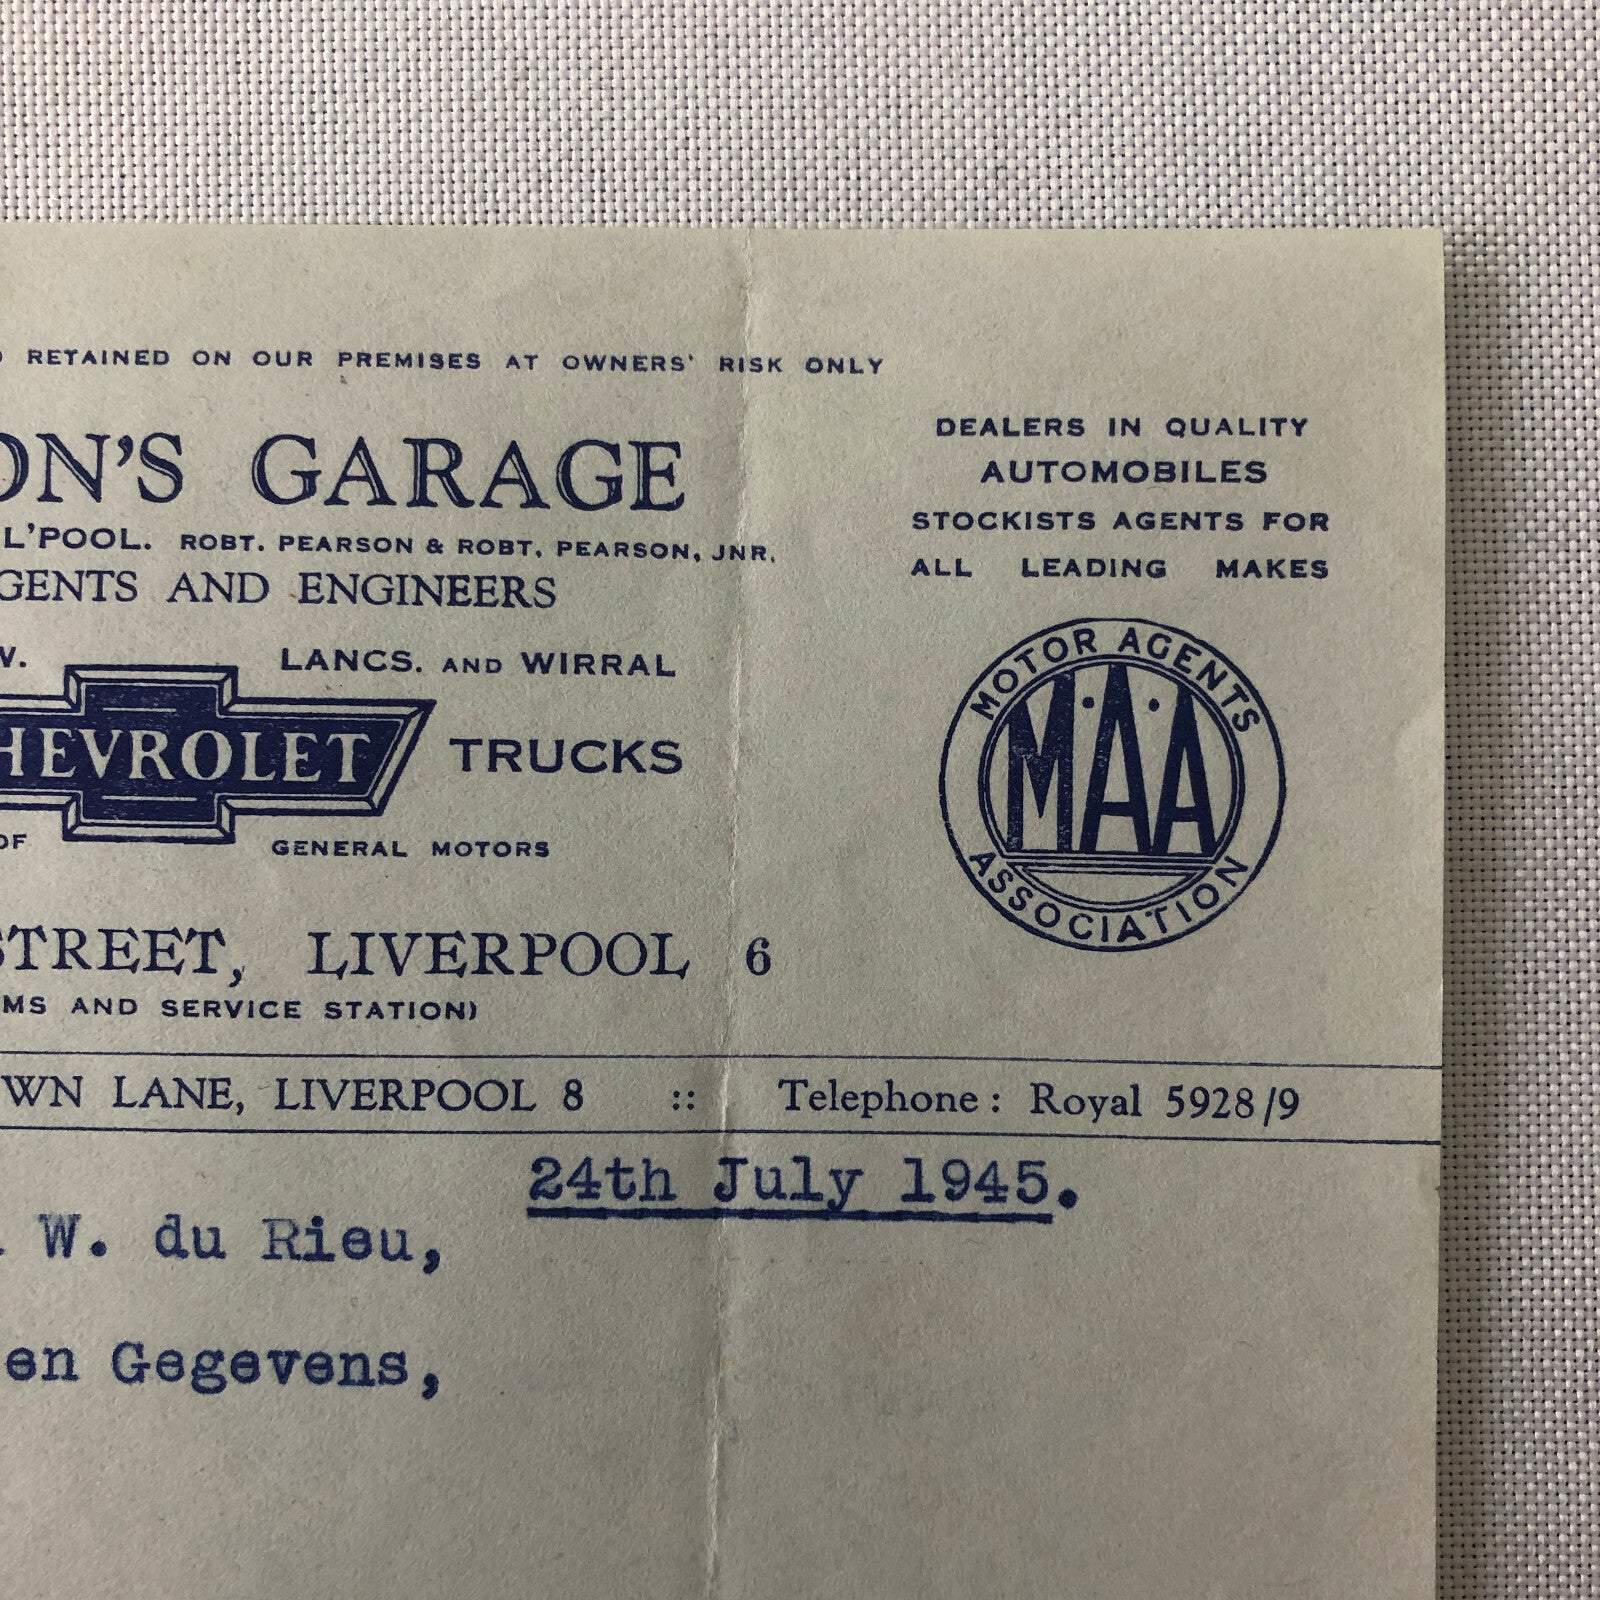 RETAINED ON OUR PREMISES AT OWNERS' RISK ONLY
ON'S GARAGE
L'POOL. ROBT. PEARSON & ROBT. PEARSON, JNR.
GENTS AND ENGINEERS
W. LANCS. AND WIRRAL
HEVROLET TRUCKS
OF GENERAL MOTORS
STREET, LIVERPOOL 6
MS AND SERVICE STATION)
DEALERS IN QUALITY
AUTOMOBILES
STOCKISTS AGENTS FOR
ALL LEADING MAKES
MOTOR AGENTS
M·A·A
ASSOCIATION
WN LANE, LIVERPOOL 8 :: Telephone: Royal 5928/9
24th July 1945.
W. du Rieu,
en Gegevens,